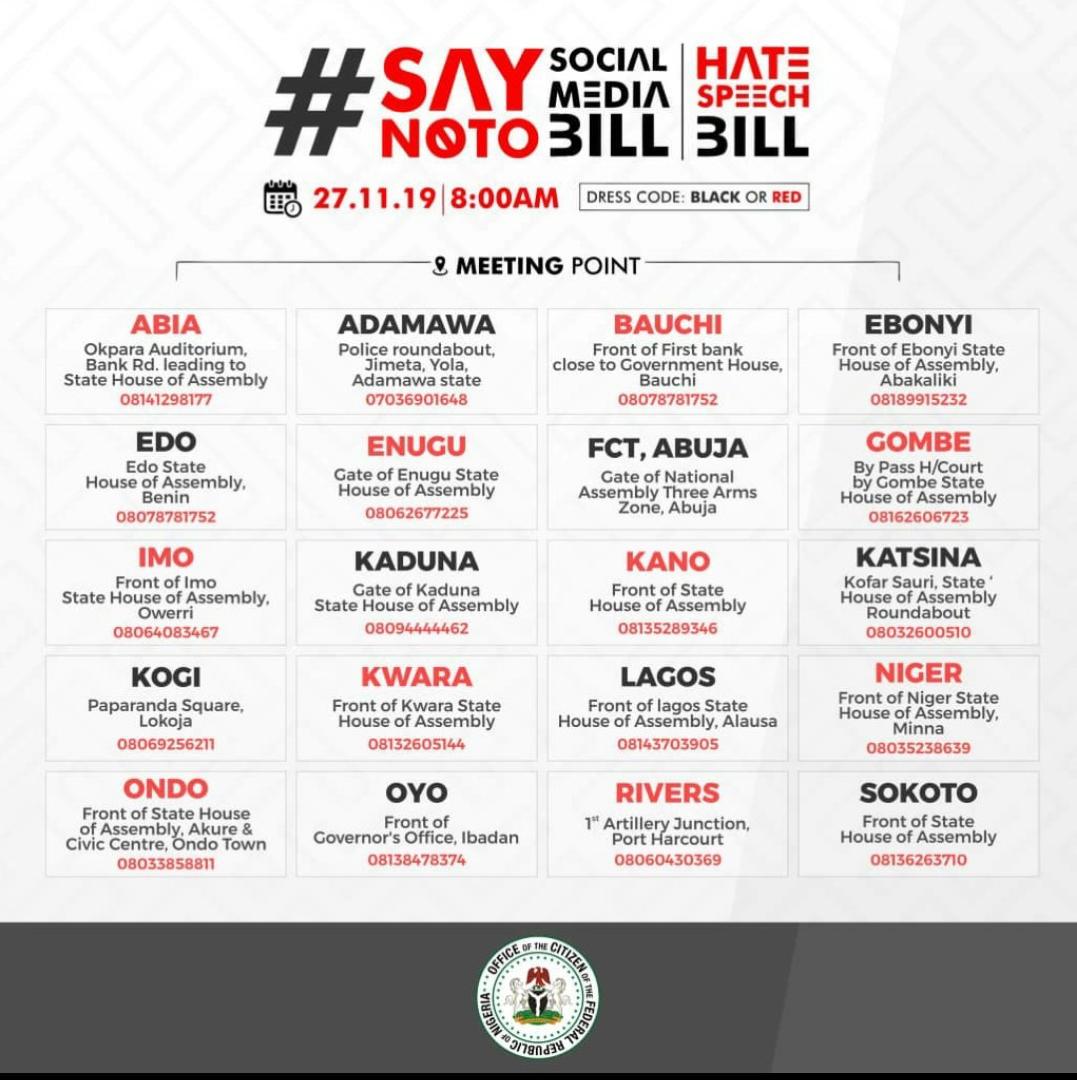 #SAY NOTO SOCIAL MEDIA BILL | HATE SPEECH BILL
27.11.19 | 8:00AM
DRESS CODE: BLACK OR RED
MEETING POINT
ABIA
Okpara Auditorium,
Bank Rd. leading to
State House of Assembly
08141298177
ADAMAWA
Police roundabout,
Jimeta, Yola,
Adamawa state
07036901648
BAUCHI
Front of First bank
close to Government House,
Bauchi
08078781752
EBONYI
Front of Ebonyi State
House of Assembly,
Abakaliki
08189915232
EDO
Edo State
House of Assembly,
Benin
08078781752
ENUGU
Gate of Enugu State
House of Assembly
08062677225
FCT, ABUJA
Gate of National
Assembly Three Arms
Zone, Abuja
GOMBE
By Pass H/Court
by Gombe State
House of Assembly
08162606723
IMO
Front of Imo
State House of Assembly,
Owerri
08064083467
KADUNA
Gate of Kaduna
State House of Assembly
08094444462
KANO
Front of State
House of Assembly
08135289346
KATSINA
Kofar Sauri, State '
House of Assembly
Roundabout
08032600510
KOGI
Paparanda Square,
Lokoja
08069256211
KWARA
Front of Kwara State
House of Assembly
08132605144
LAGOS
Front of lagos State
House of Assembly, Alausa
08143703905
NIGER
Front of Niger State
House of Assembly,
Minna
08035238639
ONDO
Front of State House
of Assembly, Akure &
Civic Centre, Ondo Town
08033858811
OYO
Front of
Governor's Office, Ibadan
08138478374
RIVERS
1st Artillery Junction,
Port Harcourt
08060430369
SOKOTO
Front of State
House of Assembly
08136263710
OFFICE OF THE CITIZEN OF THE FEDERAL REPUBLIC OF NIGERIA